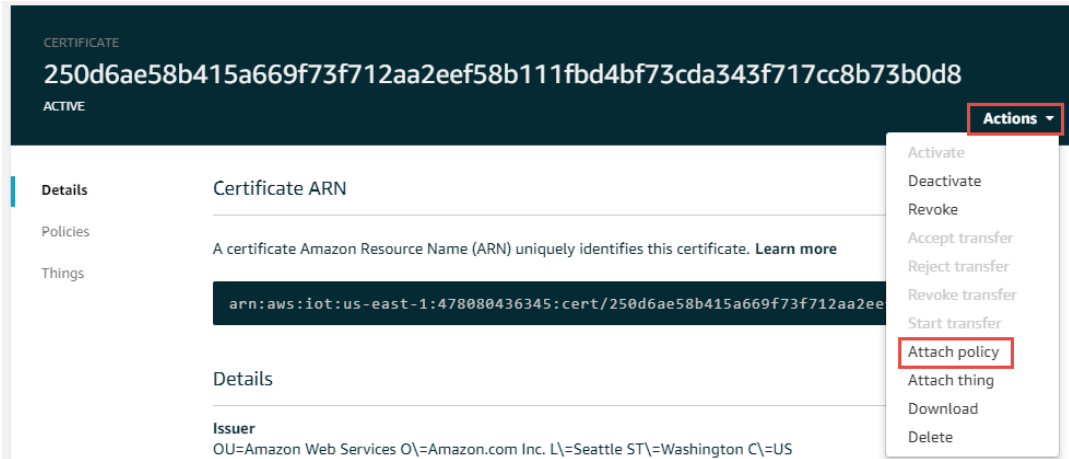 CERTIFICATE
250d6ae58b415a669f73f712aa2eef58b111fbd4bf73cda343f717cc8b73b0d8
ACTIVE
Actions
Activate
Deactivate
Revoke
Accept transfer
Reject transfer
Revoke transfer
Start transfer
Attach policy
Attach thing
Download
Delete
Details
Policies
Things
Certificate ARN
A certificate Amazon Resource Name (ARN) uniquely identifies this certificate. Learn more
arn:aws:iot:us-east-1:478080436345:cert/250d6ae58b415a669f73f712aa2ee
Details
Issuer
OU=Amazon Web Services O\=Amazon.com Inc. L\=Seattle ST\=Washington C\=US